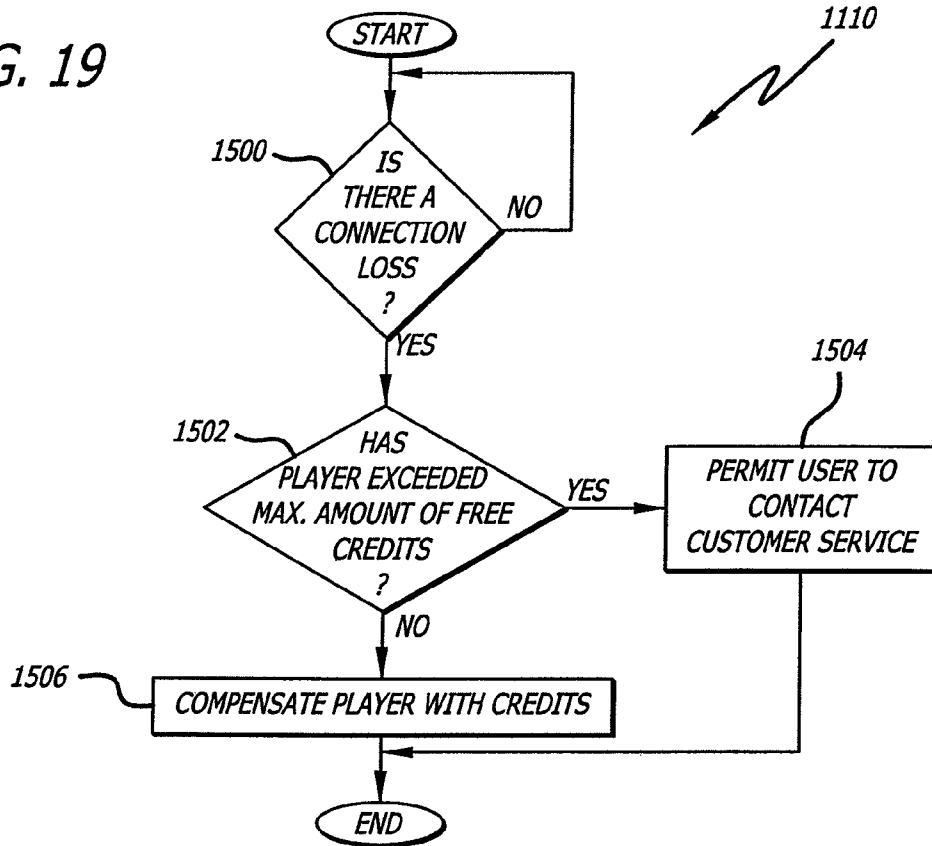 G. 19
START
1110
1500
IS
THERE A
CONNECTION
LOSS
?
NO
YES
1504
1502
HAS
PLAYER EXCEEDED
MAX. AMOUNT OF FREE
CREDITS
?
YES
PERMIT USER TO
CONTACT
CUSTOMER SERVICE
NO
1506
COMPENSATE PLAYER WITH CREDITS
END